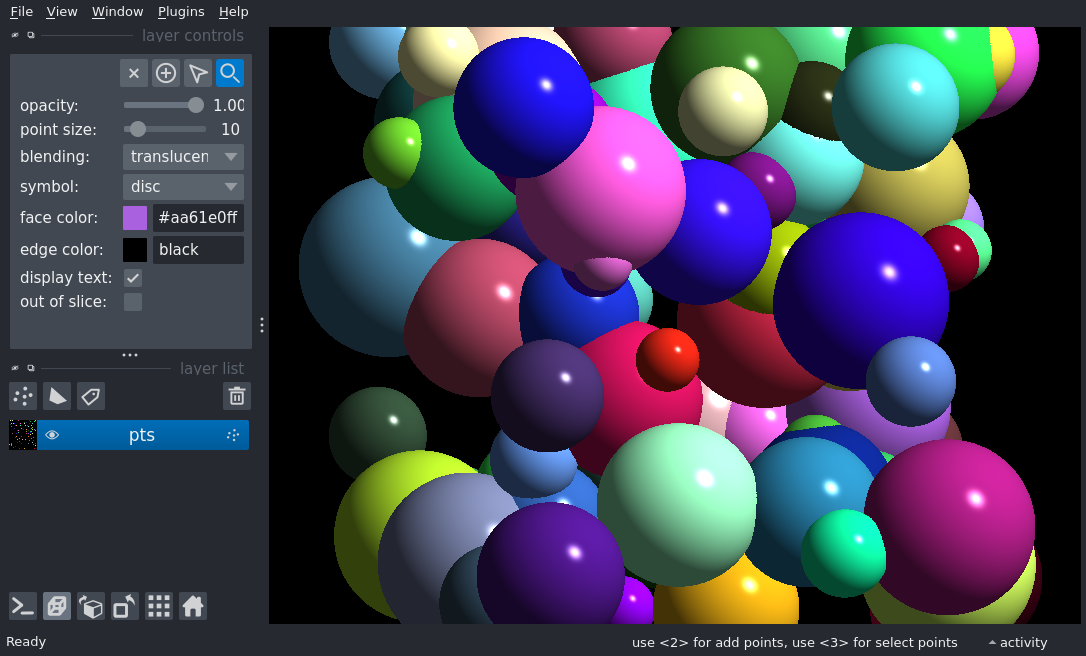 File View Window Plugins Help
layer controls
opacity: 1.00
point size: 10
blending: translucen
symbol: disc
face color: #aa61e0ff
edge color: black
display text:
out of slice:
layer list
pts
Ready use <2> for add points, use <3> for select points activity